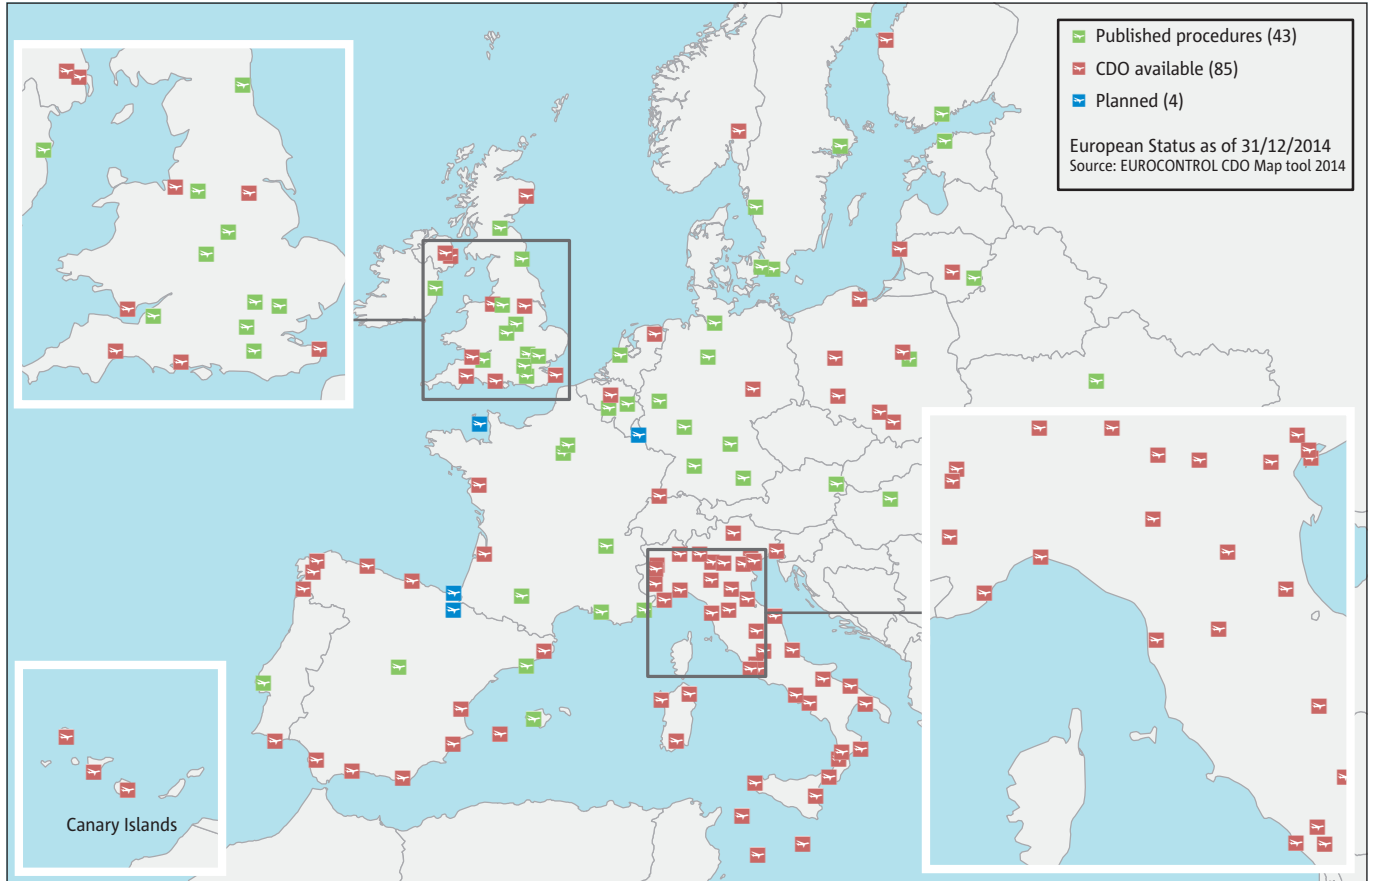 Published procedures (43)
CDO available (85)
Planned (4)
European Status as of 31/12/2014
Source: EUROCONTROL CDO Map tool 2014
Canary Islands